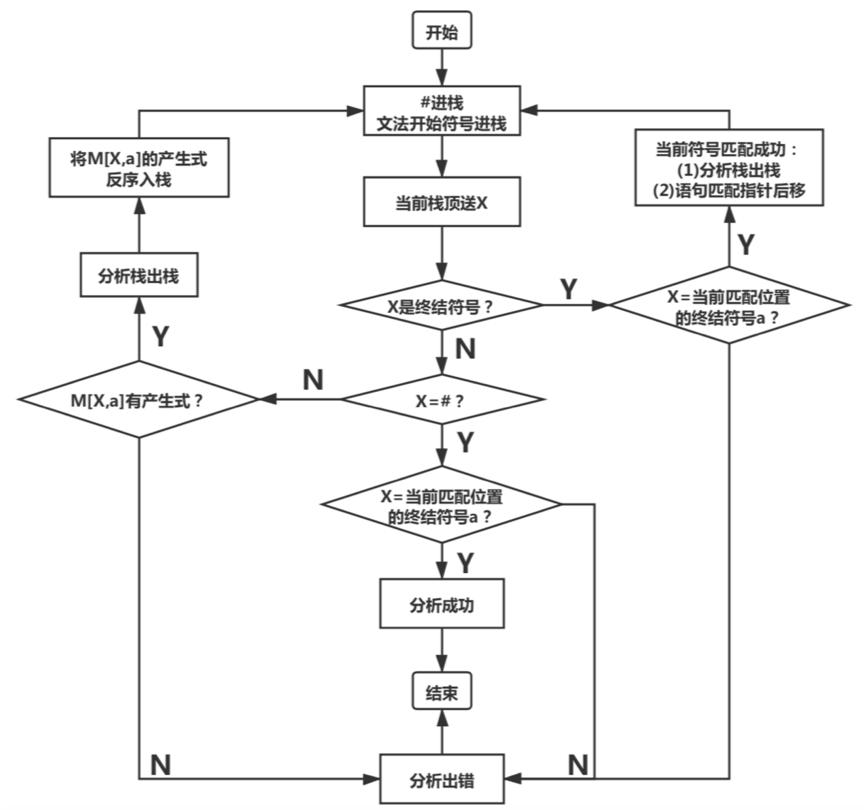 开始
#进栈
文法开始符号进栈
将M[X,a]的产生式
反序入栈
当前符号匹配成功：
(1)分析栈出栈
(2)语句匹配指针后移
当前栈顶送X
分析栈出栈
Y
X是终结符号？
Y
X=当前匹配位置
的终结符号a？
Y
N
M[X,a]有产生式？
N
X=#？
Y
X=当前匹配位置
的终结符号a？
Y
分析成功
结束
N
分析出错
N